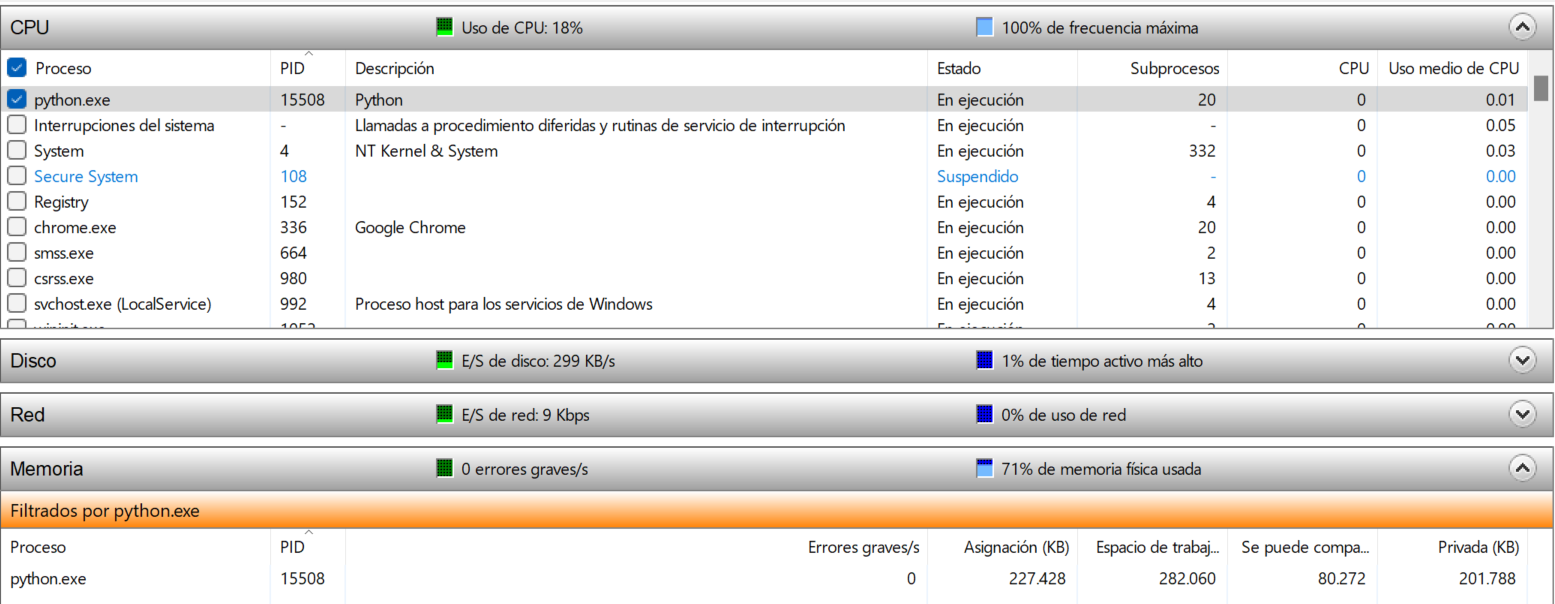 CPU Uso de CPU: 18% 100% de frecuencia máxima
Proceso PID Descripción Estado Subprocesos CPU Uso medio de CPU
python.exe 15508 Python En ejecución 20 0 0.01
Interrupciones del sistema - Llamadas a procedimiento diferidas y rutinas de servicio de interrupción En ejecución - 0 0.05
System 4 NT Kernel & System En ejecución 332 0 0.03
Secure System 108 Suspendido - 0 0.00
Registry 152 En ejecución 4 0 0.00
chrome.exe 336 Google Chrome En ejecución 20 0 0.00
smss.exe 664 En ejecución 2 0 0.00
csrss.exe 980 En ejecución 13 0 0.00
svchost.exe (LocalService) 992 Proceso host para los servicios de Windows En ejecución 4 0 0.00
Disco E/S de disco: 299 KB/s 1% de tiempo activo más alto
Red E/S de red: 9 Kbps 0% de uso de red
Memoria 0 errores graves/s 71% de memoria física usada
Filtrados por python.exe
Proceso PID Errores graves/s Asignación (KB) Espacio de trabaj... Se puede compa... Privada (KB)
python.exe 15508 0 227.428 282.060 80.272 201.788